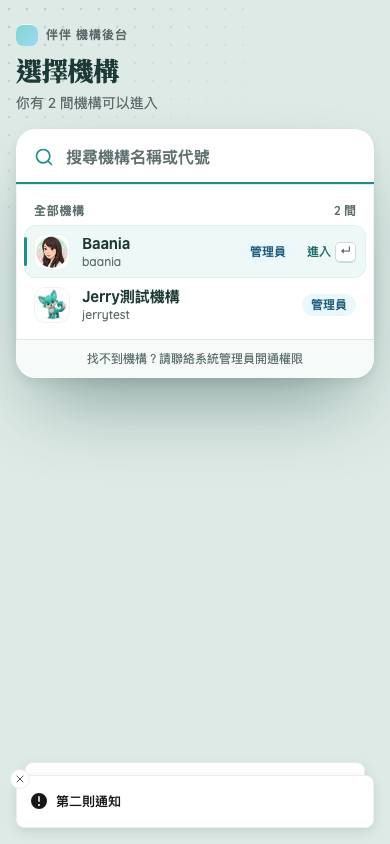 伴伴 機構後台
選擇機構
你有 2 間機構可以進入
搜尋機構名稱或代號
全部機構 2 間
Baania 管理員 進入
baania
Jerry測試機構 管理員
jerrytest
找不到機構？請聯絡系統管理員開通權限
第二則通知